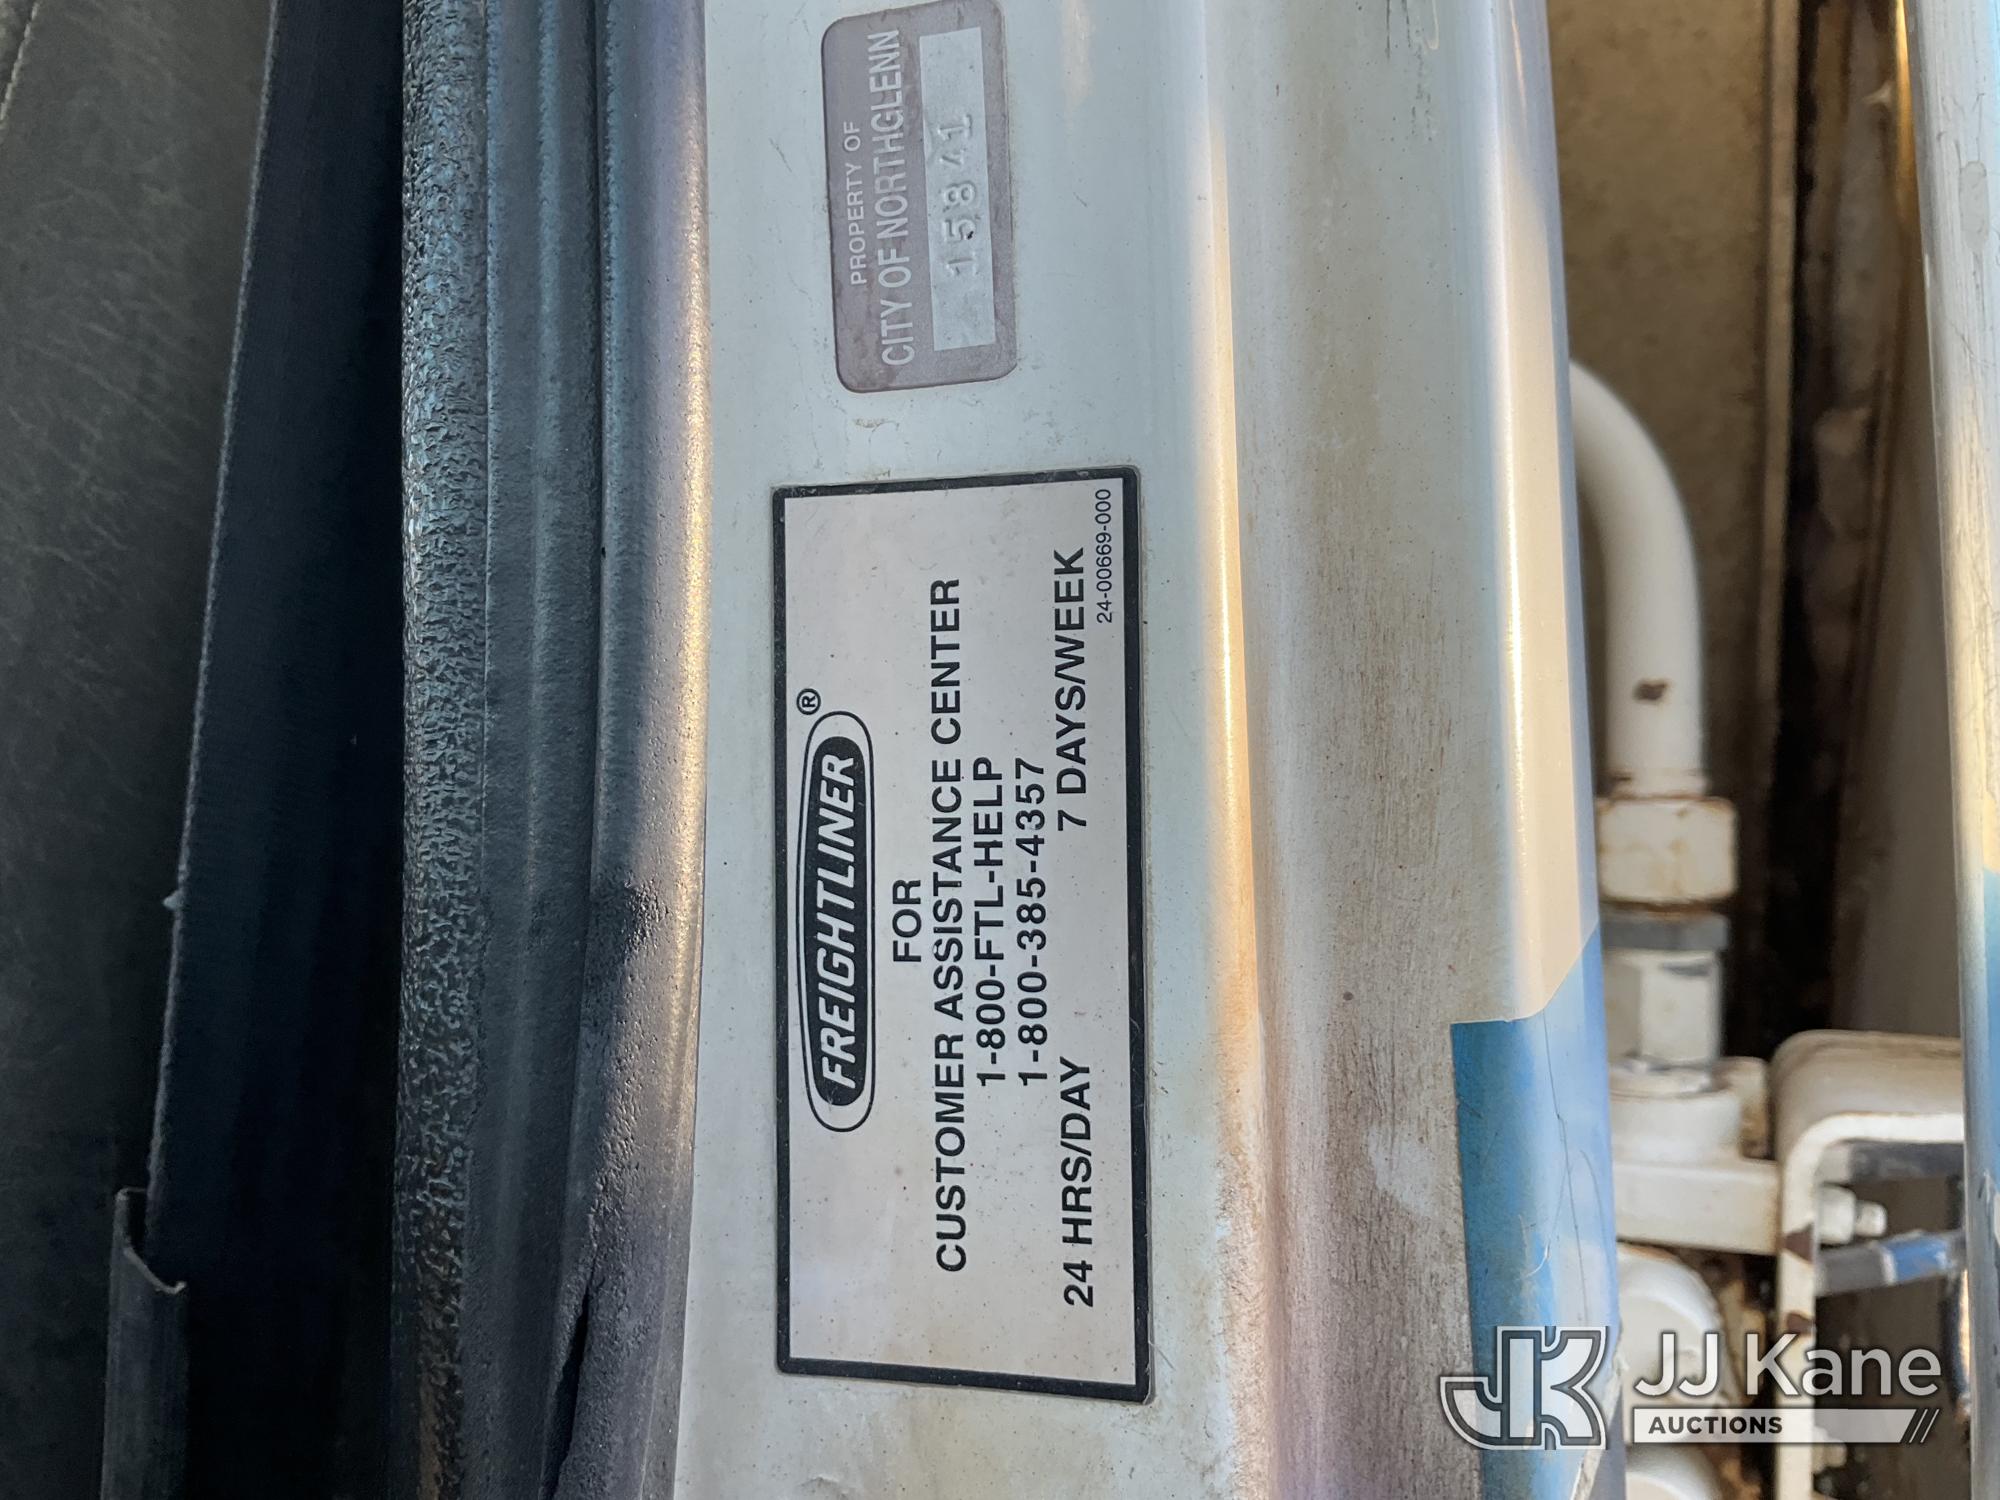 PROPERTY OF
CITY OF NORTHGLENN
15841
FREIGHTLINER®
FOR
CUSTOMER ASSISTANCE CENTER
1-800-FTL-HELP
1-800-385-4357
24 HRS/DAY 7 DAYS/WEEK
24-00669-000
JK JJ Kane
AUCTIONS